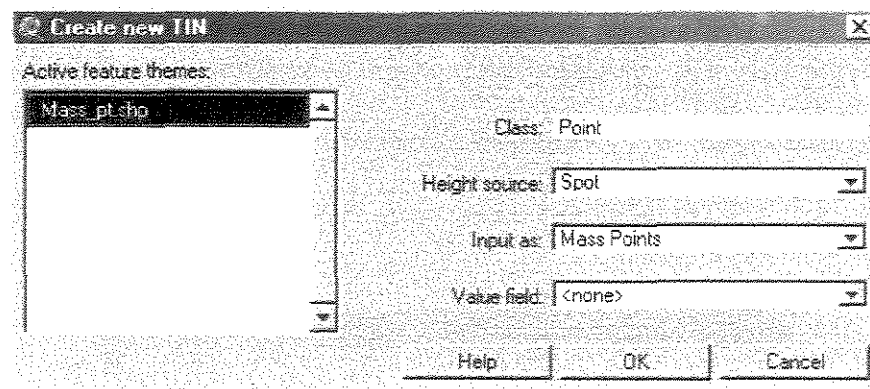 Create new TIN
Active feature themes:
Mass_pt.shp
Class: Point
Height source: Spot
Input as: Mass Points
Value field: <none>
Help OK Cancel